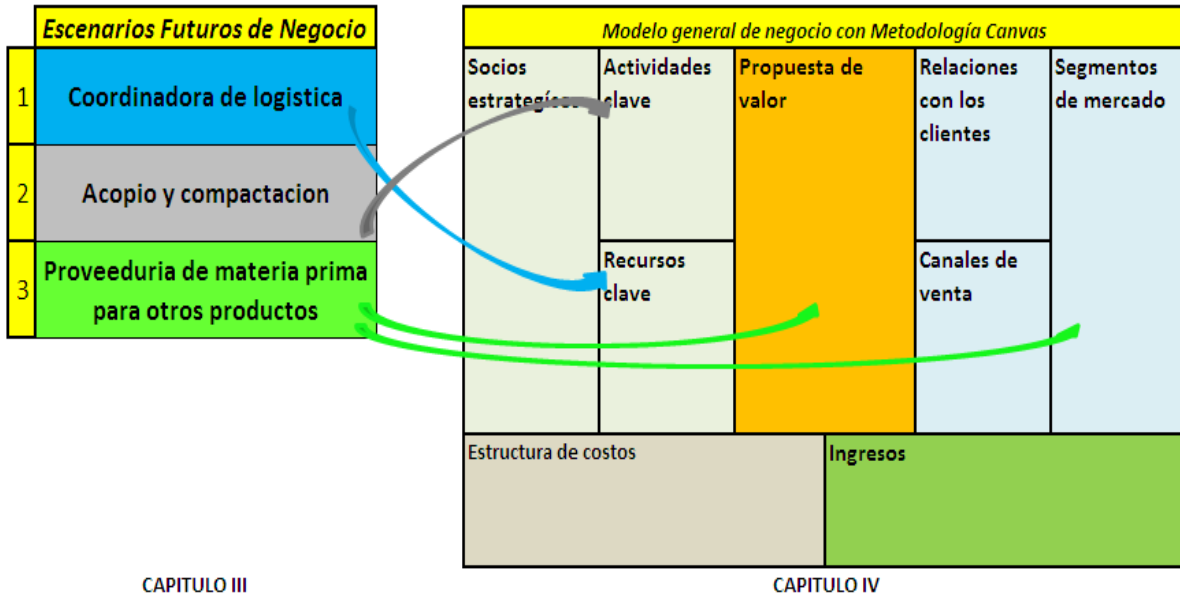 Escenarios Futuros de Negocio
1
Coordinadora de logistica
2
Acopio y compactacion
3
Proveeduria de materia prima
para otros productos
CAPITULO III
Modelo general de negocio con Metodología Canvas
Socios
estrategícos
Actividades
clave
Recursos
clave
Propuesta de
valor
Relaciones
con los
clientes
Canales de
venta
Segmentos
de mercado
Estructura de costos
Ingresos
CAPITULO IV